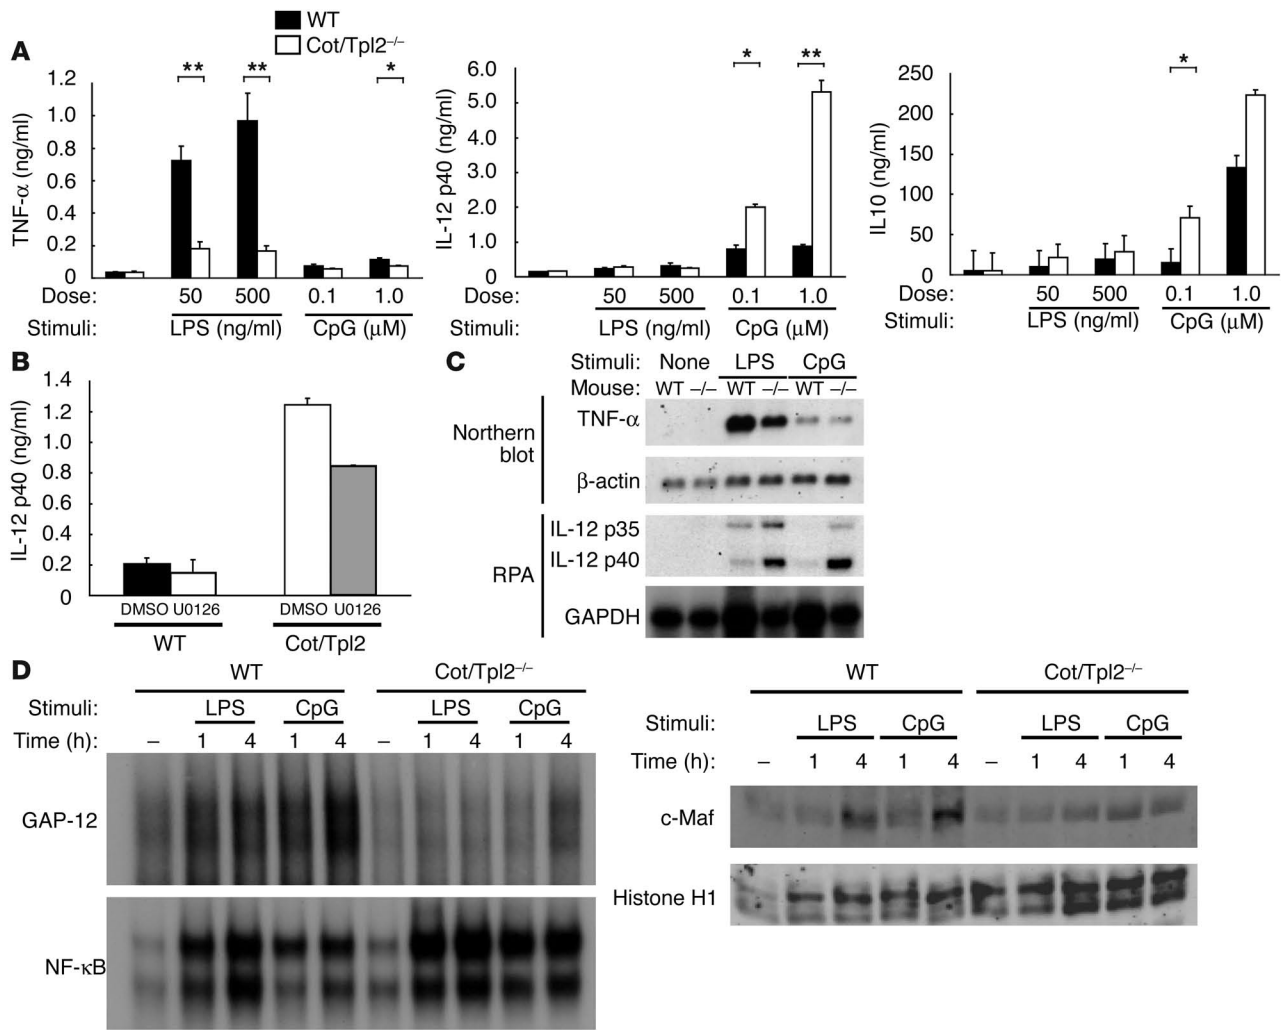 WT
Cot/Tpl2–/–
A
** ** *
TNF-α (ng/ml)
1.2
1.0
0.8
0.6
0.4
0.2
0
Dose: 50 500 0.1 1.0
Stimuli: LPS (ng/ml) CpG (μM)
* **
IL-12 p40 (ng/ml)
6.0
5.0
4.0
3.0
2.0
1.0
0
Dose: 50 500 0.1 1.0
Stimuli: LPS (ng/ml) CpG (μM)
*
IL10 (ng/ml)
250
200
150
100
50
0
Dose: 50 500 0.1 1.0
Stimuli: LPS (ng/ml) CpG (μM)
B
IL-12 p40 (ng/ml)
1.4
1.2
1.0
0.8
0.6
0.4
0.2
0
DMSO U0126 DMSO U0126
WT Cot/Tpl2
C
Stimuli: None LPS CpG
Mouse: WT –/– WT –/– WT –/–
Northern
blot
TNF-α
β-actin
RPA
IL-12 p35
IL-12 p40
GAPDH
D
WT Cot/Tpl2–/–
Stimuli: LPS CpG LPS CpG
Time (h): – 1 4 1 4 – 1 4 1 4
GAP-12
NF-κB
WT Cot/Tpl2–/–
Stimuli: LPS CpG LPS CpG
Time (h): – 1 4 1 4 – 1 4 1 4
c-Maf
Histone H1